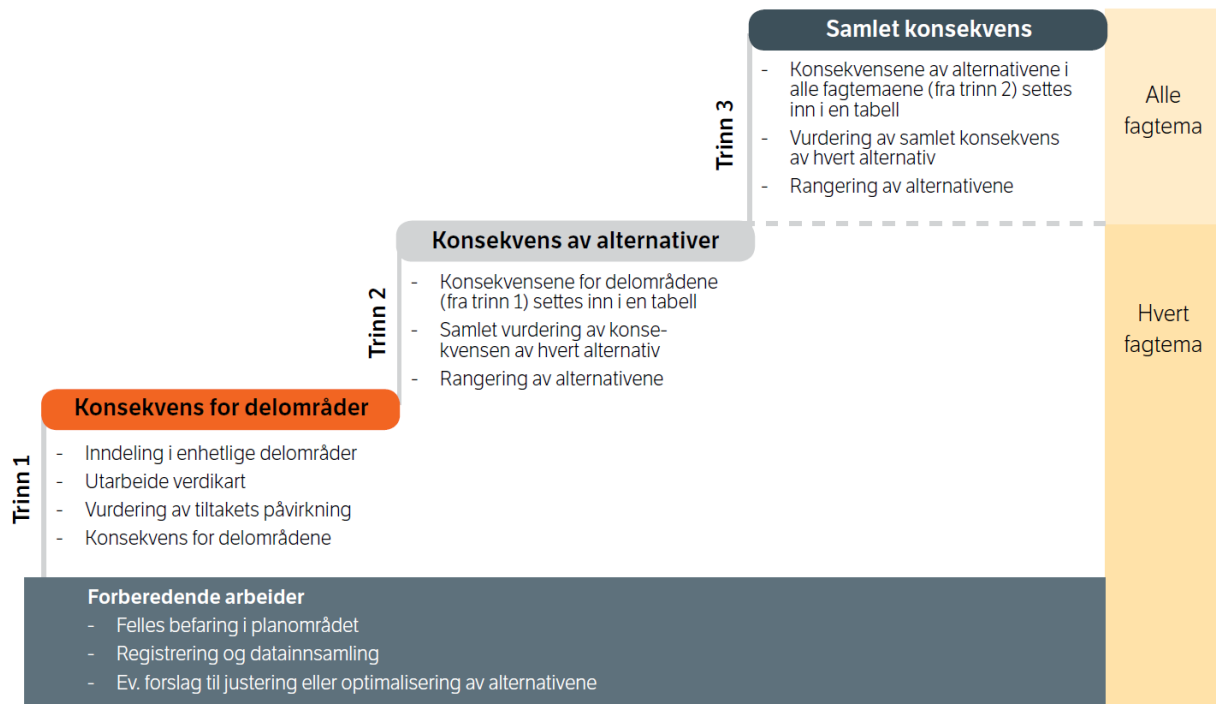 Samlet konsekvens
- Konsekvensene av alternativene i
alle fagtemaene (fra trinn 2) settes
inn i en tabell
- Vurdering av samlet konsekvens
av hvert alternativ
- Rangering av alternativene
Trinn 3
Alle
fagtema
Konsekvens av alternativer
- Konsekvensene for delområdene
(fra trinn 1) settes inn i en tabell
- Samlet vurdering av konse-
kvensen av hvert alternativ
- Rangering av alternativene
Trinn 2
Hvert
fagtema
Konsekvens for delområder
- Inndeling i enhetlige delområder
- Utarbeide verdikart
- Vurdering av tiltakets påvirkning
- Konsekvens for delområdene
Trinn 1
Forberedende arbeider
- Felles befaring i planområdet
- Registrering og datainnsamling
- Ev. forslag til justering eller optimalisering av alternativene